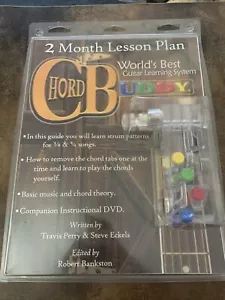 2 Month Lesson Plan
World's Best
Guitar Learning System
CHORD
BUDDY
• In this guide you will learn strum patterns
for 4/4 & 3/4 songs.
• How to remove the chord tabs one at the
time and learn to play the chords
yourself.
• Basic music and chord theory.
• Companion Instructional DVD.
Written by
Travis Perry & Steve Eckels
Edited by
Robert Bankston